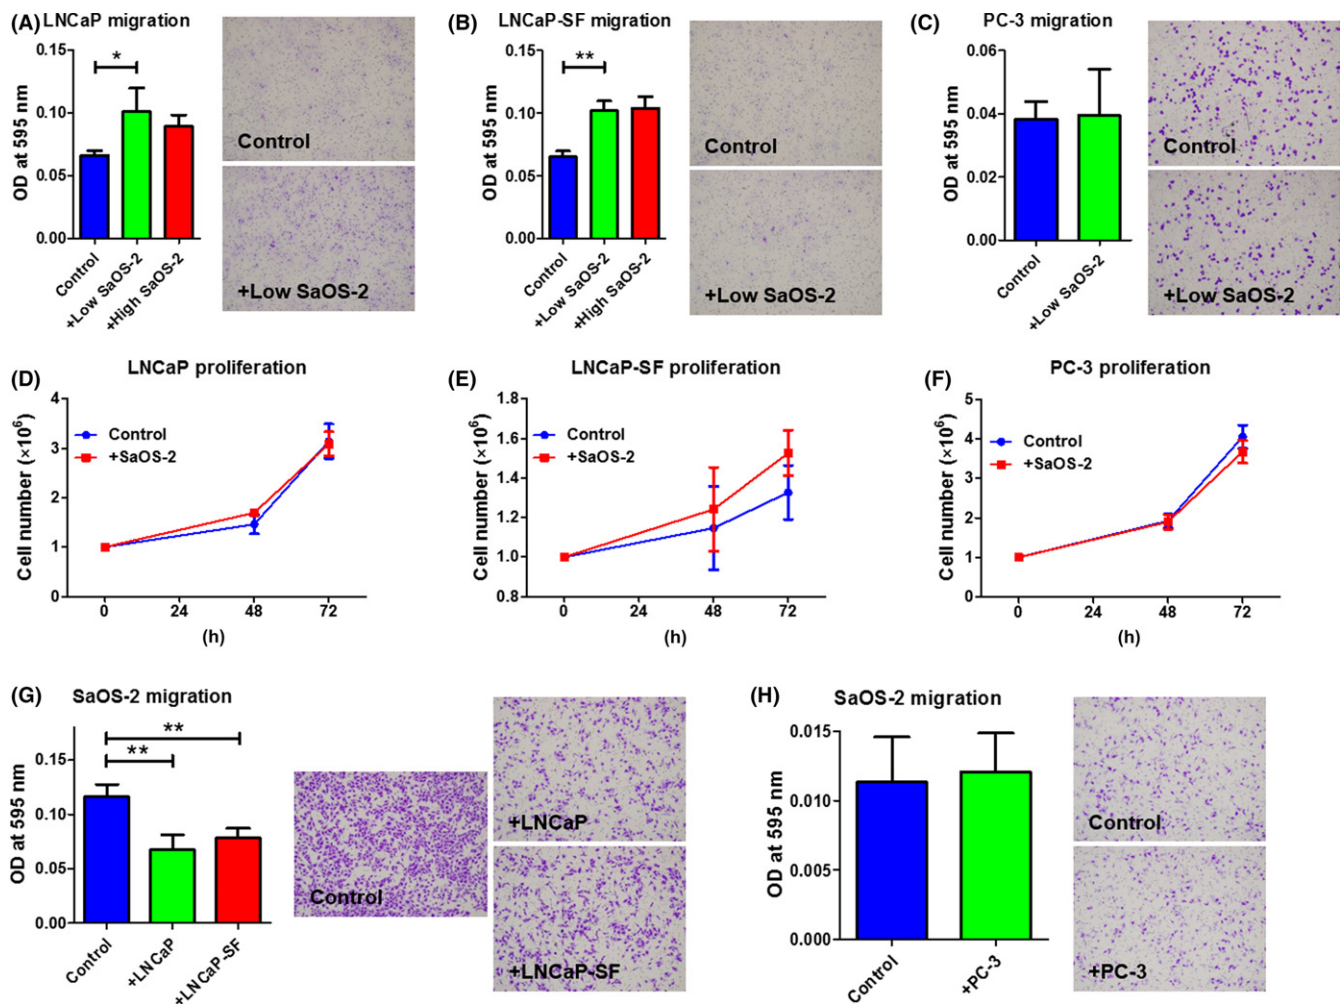 (A) LNCaP migration
OD at 595 nm
0.15
0.10
0.05
0.00
*
Control
+Low SaOS-2
+High SaOS-2
Control
+Low SaOS-2
(B) LNCaP-SF migration
OD at 595 nm
0.15
0.10
0.05
0.00
**
Control
+Low SaOS-2
+High SaOS-2
Control
+Low SaOS-2
(C) PC-3 migration
OD at 595 nm
0.06
0.04
0.02
0.00
Control
+Low SaOS-2
Control
+Low SaOS-2
(D) LNCaP proliferation
Cell number (×10⁶)
4
3
2
1
0
Control
+SaOS-2
0 24 48 72
(h)
(E) LNCaP-SF proliferation
Cell number (×10⁶)
1.8
1.6
1.4
1.2
1.0
0.8
Control
+SaOS-2
0 24 48 72
(h)
(F) PC-3 proliferation
Cell number (×10⁶)
5
4
3
2
1
0
Control
+SaOS-2
0 24 48 72
(h)
(G) SaOS-2 migration
OD at 595 nm
0.15
0.10
0.05
0.00
**
**
Control
+LNCaP
+LNCaP-SF
Control
+LNCaP
+LNCaP-SF
(H) SaOS-2 migration
OD at 595 nm
0.015
0.010
0.005
0.000
Control
+PC-3
Control
+PC-3